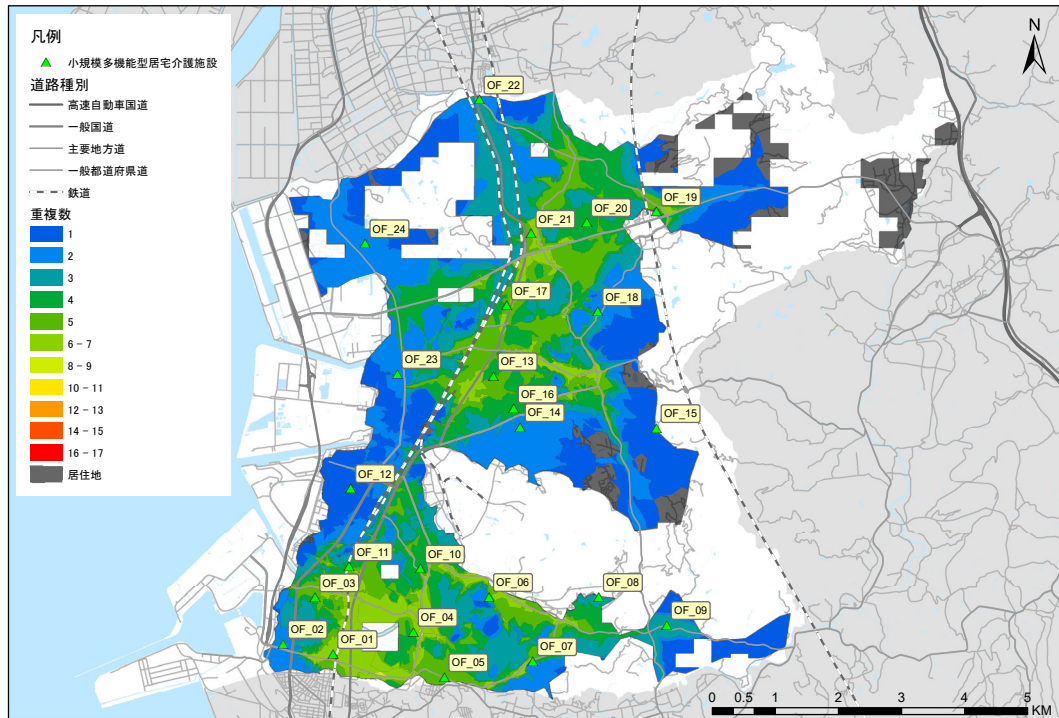 凡例
小規模多機能型居宅介護施設
道路種別
高速自動車国道
一般国道
主要地方道
一般都道府県道
鉄道
重複数
1
2
3
4
5
6 - 7
8 - 9
10 - 11
12 - 13
14 - 15
16 - 17
居住地
N
OF_22
OF_19
OF_20
OF_21
OF_24
OF_17
OF_18
OF_23
OF_13
OF_16
OF_14
OF_15
OF_12
OF_11
OF_10
OF_03
OF_06
OF_08
OF_09
OF_04
OF_02
OF_01
OF_07
OF_05
0 0.5 1 2 3 4 5
KM